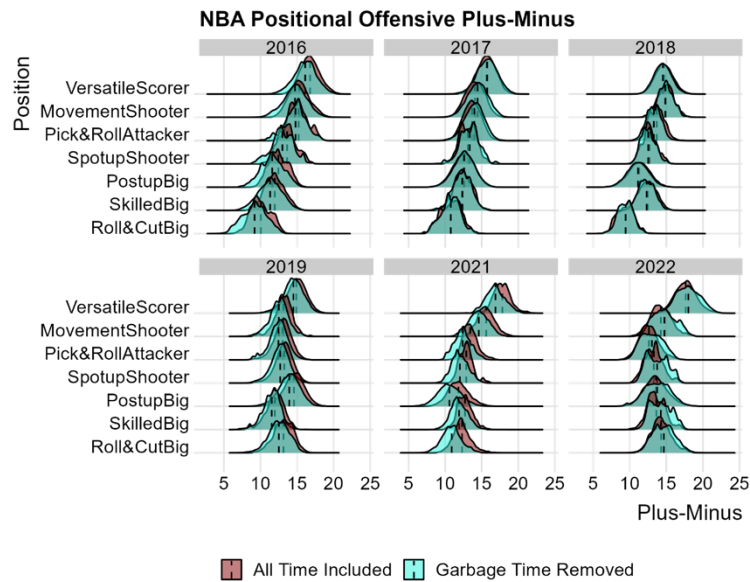 NBA Positional Offensive Plus-Minus
2016
2017
2018
Position
VersatileScorer
MovementShooter
Pick&RollAttacker
SpotupShooter
PostupBig
SkilledBig
Roll&CutBig
2019
2021
2022
VersatileScorer
MovementShooter
Pick&RollAttacker
SpotupShooter
PostupBig
SkilledBig
Roll&CutBig
5 10 15 20 25 5 10 15 20 25 5 10 15 20 25
Plus-Minus
All Time Included Garbage Time Removed